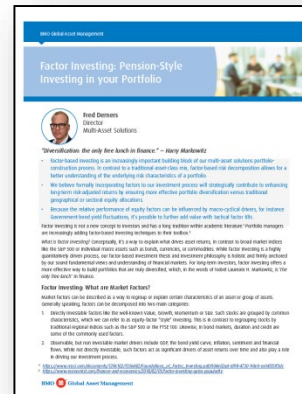 BMO Global Asset Management
Factor Investing: Pension-Style
Investing in your Portfolio
Fred Demers
Director
Multi-Asset Solutions
"Diversification: the only free lunch in finance." – Harry Markowitz
• Factor-based investing is an increasingly important building block of our multi-asset solutions portfolio-
construction process. In contrast to a traditional asset-class mix, factor-based risk decomposition allows for a
better understanding of the underlying risk characteristics of a portfolio.
• We believe formally incorporating factors to our investment process will strategically contribute to enhancing
long-term risk-adjusted returns by ensuring more effective portfolio diversification versus traditional
geographical or sectoral equity allocations.
• Because the relative performance of equity factors can be influenced by macro-cyclical drivers, for instance
Government bond yield fluctuations, it's possible to further add value with tactical factor tilts.
Factor investing is not a new concept to investors and has a long tradition within academic literature.¹ Portfolio managers
are increasingly adding factor-based investing techniques to their toolbox.²
What is factor investing? Conceptually, it's a way to explain what drives asset returns, in contrast to broad market indices
like the S&P 500 or individual macro assets such as bonds, currencies, or commodities. While factor investing is a highly
quantitatively driven process, our factor-based investment thesis and investment philosophy is holistic and firmly anchored
by our sound fundamental views and understanding of financial markets. For long-term investors, factor investing offers a
more effective way to build portfolios that are truly diversified, which, in the words of Nobel Laureate H. Markowitz, is "the
only free lunch" in finance.
Factor Investing: What are Market Factors?
Market factors can be described as a way to regroup or explain certain characteristics of an asset or group of assets.
Generally speaking, factors can be decomposed into two main categories.
1. Directly investable factors like the well-known Value, Growth, Momentum or Size. Such stocks are grouped by common
characteristics, which we can refer to as equity-factor "style" investing. This is in contrast to regrouping stocks by
traditional regional indices such as the S&P 500 or the FTSE 100. Likewise, in bond markets, duration and credit are
some of the commonly used factors.
2. Observable, but non investable market drivers include GDP, the bond yield curve, inflation, sentiment and financial
flows. While not directly investable, such factors act as significant drivers of asset returns over time and also play a role
in driving our investment process.
BMO Global Asset Management